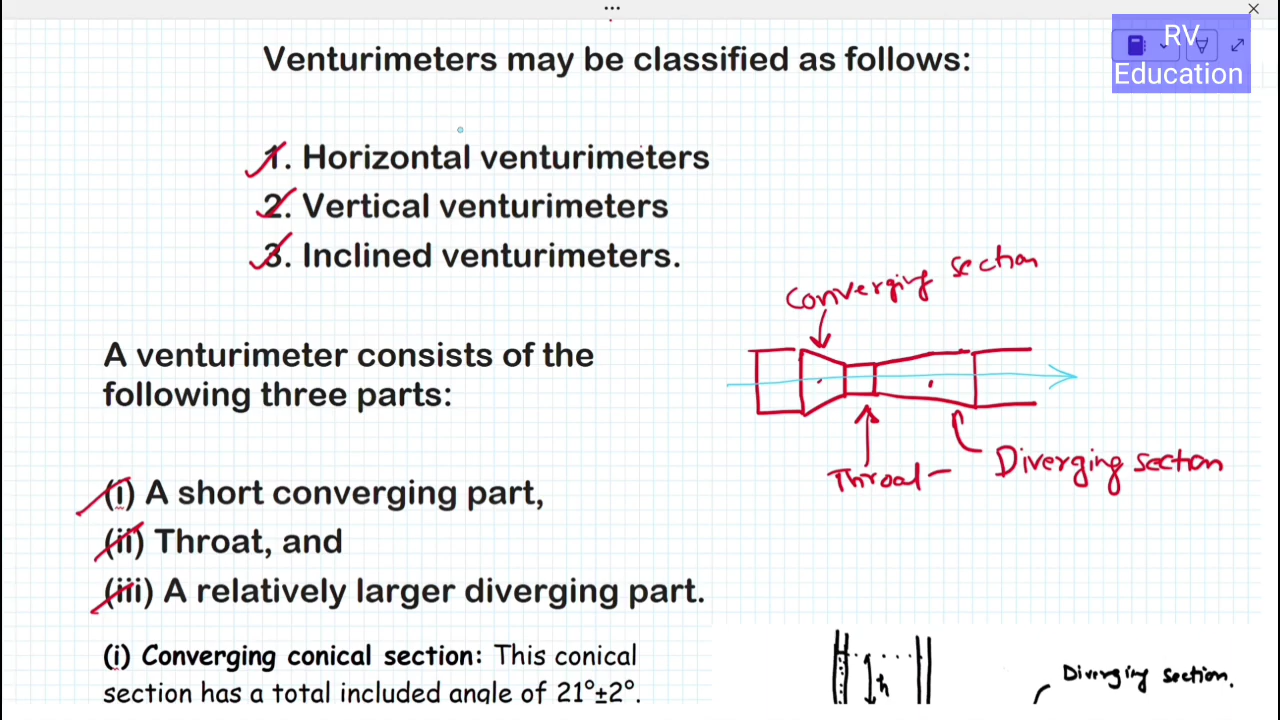 RV
Education
Venturimeters may be classified as follows:
1. Horizontal venturimeters
2. Vertical venturimeters
3. Inclined venturimeters.
Converging section
A venturimeter consists of the
following three parts:
Throat
Diverging section
(i) A short converging part,
(ii) Throat, and
(iii) A relatively larger diverging part.
(i) Converging conical section: This conical
section has a total included angle of 21°±2°.
h
Diverging section.